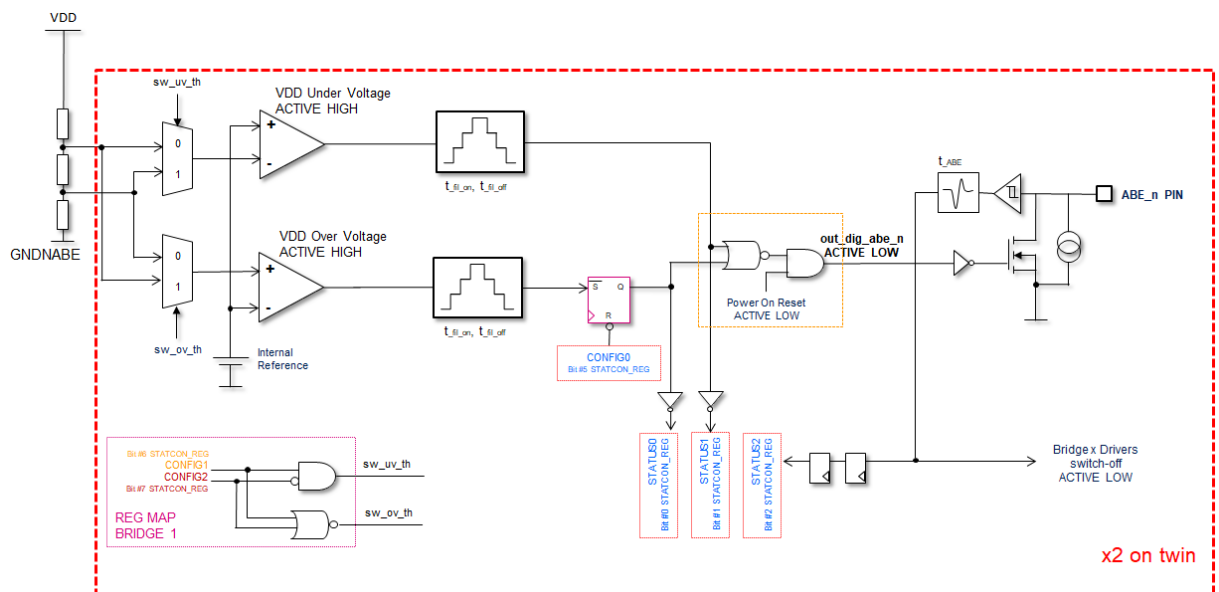 VDD
sw_uv_th
VDD Under Voltage
ACTIVE HIGH
+
-
0
1
t_fil_on, t_fil_off
t_ABE
ABE_n PIN
GNDNABE
VDD Over Voltage
ACTIVE HIGH
+
-
0
1
t_fil_on, t_fil_off
S Q
R
out_dig_abe_n
ACTIVE LOW
Power On Reset
ACTIVE LOW
sw_ov_th
Internal
Reference
CONFIG0
Bit #5 STATCON_REG
STATUS0
Bit #0 STATCON_REG
STATUS1
Bit #1 STATCON_REG
STATUS2
Bit #2 STATCON_REG
Bridge x Drivers
switch-off
ACTIVE LOW
Bit #6 STATCON_REG
CONFIG1
CONFIG2
Bit #7 STATCON_REG
sw_uv_th
sw_ov_th
REG MAP
BRIDGE 1
x2 on twin